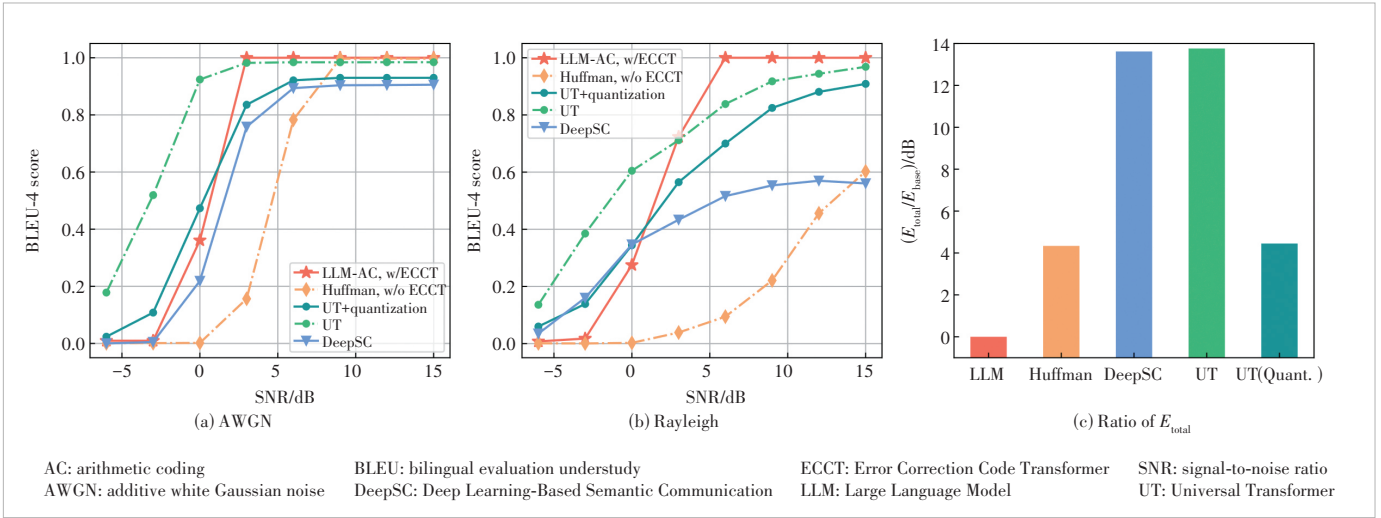 BLEU-4 score
1.0
0.8
0.6
0.4
0.2
0.0
−5
0
5
10
15
SNR/dB
LLM-AC, w/ECCT
Huffman, w/o ECCT
UT+quantization
UT
DeepSC
(a) AWGN
BLEU-4 score
1.0
0.8
0.6
0.4
0.2
0.0
−5
0
5
10
15
SNR/dB
LLM-AC, w/ECCT
Huffman, w/o ECCT
UT+quantization
UT
DeepSC
(b) Rayleigh
(E_total/E_base)/dB
14
12
10
8
6
4
2
0
LLM
Huffman
DeepSC
UT
UT(Quant.)
(c) Ratio of E_total
AC: arithmetic coding
AWGN: additive white Gaussian noise
BLEU: bilingual evaluation understudy
DeepSC: Deep Learning-Based Semantic Communication
ECCT: Error Correction Code Transformer
LLM: Large Language Model
SNR: signal-to-noise ratio
UT: Universal Transformer